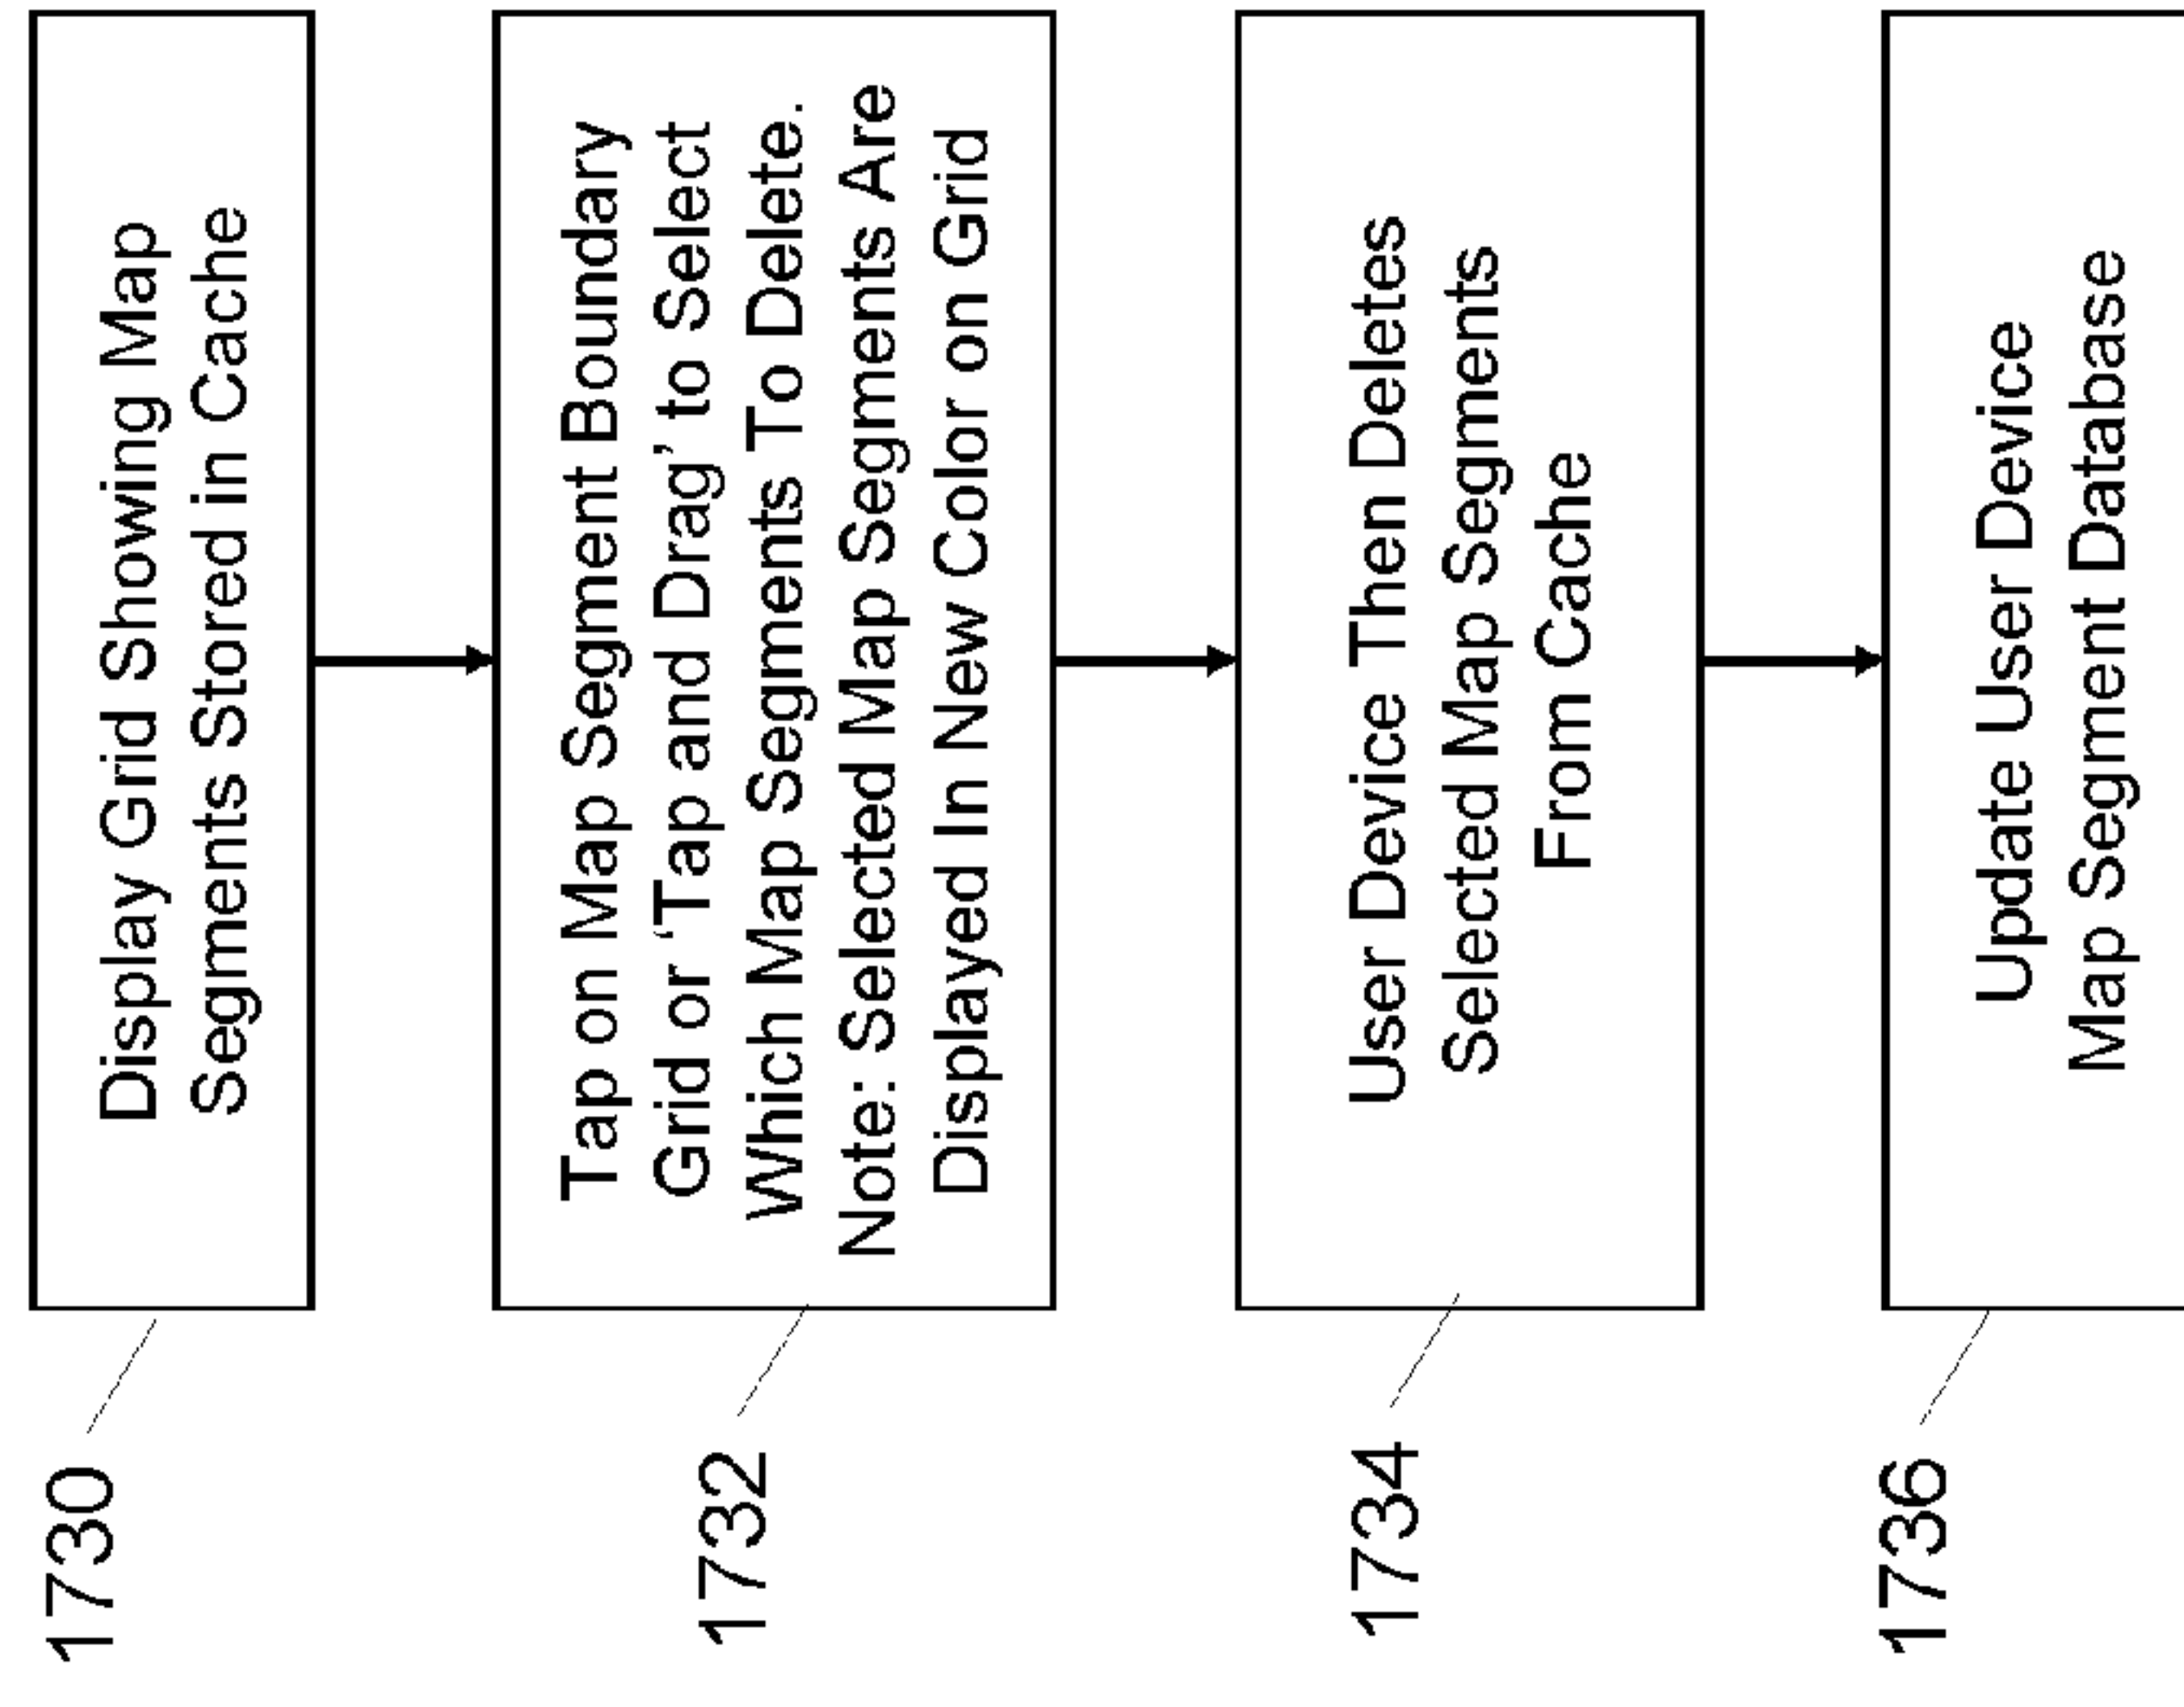 1730
Display Grid Showing Map
Segments Stored in Cache
1732
Tap on Map Segment Boundary
Grid or ‘Tap and Drag’ to Select
Which Map Segments To Delete.
Note: Selected Map Segments Are
Displayed In New Color on Grid
1734
User Device Then Deletes
Selected Map Segments
From Cache
1736
Update User Device
Map Segment Database